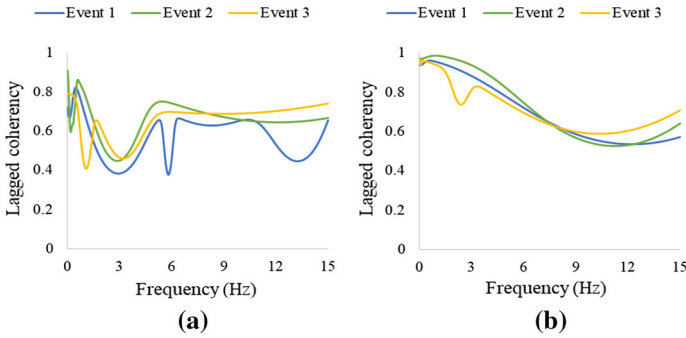 Event 1 Event 2 Event 3
Lagged coherency
1
0.8
0.6
0.4
0.2
0
0 3 6 9 12 15
Frequency (Hz)
(a)
Event 1 Event 2 Event 3
Lagged coherency
1
0.8
0.6
0.4
0.2
0
0 3 6 9 12 15
Frequency (Hz)
(b)